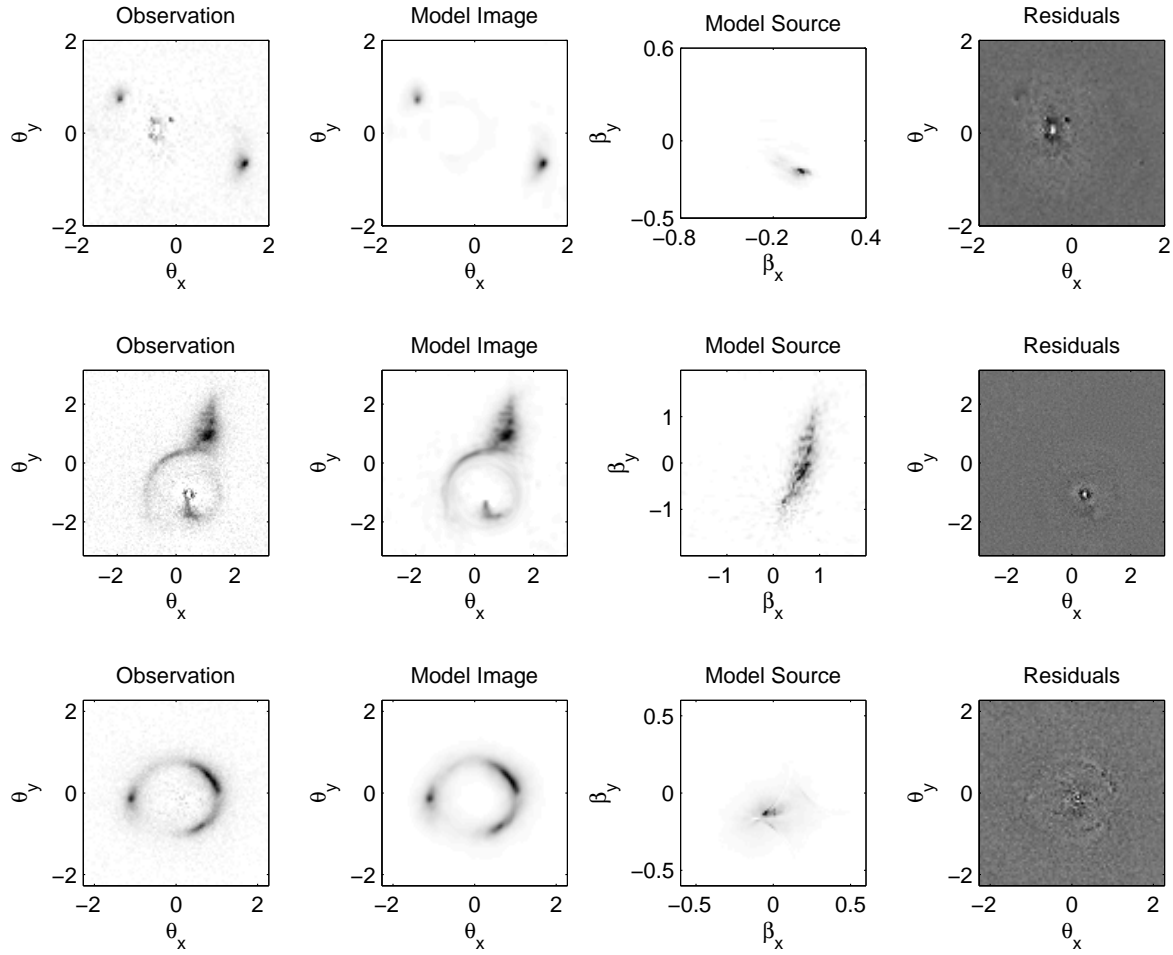 Observation
Model Image
Model Source
Residuals
2
0
−2
θy
−2 0 2
θx
2
0
−2
θy
−2 0 2
θx
0.6
0
−0.5
βy
−0.8 −0.2 0.4
βx
2
0
−2
θy
−2 0 2
θx
Observation
Model Image
Model Source
Residuals
2
0
−2
θy
−2 0 2
θx
2
0
−2
θy
−2 0 2
θx
1
0
−1
βy
−1 0 1
βx
2
0
−2
θy
−2 0 2
θx
Observation
Model Image
Model Source
Residuals
2
0
−2
θy
−2 0 2
θx
2
0
−2
θy
−2 0 2
θx
0.5
0
−0.5
βy
−0.5 0 0.5
βx
2
0
−2
θy
−2 0 2
θx